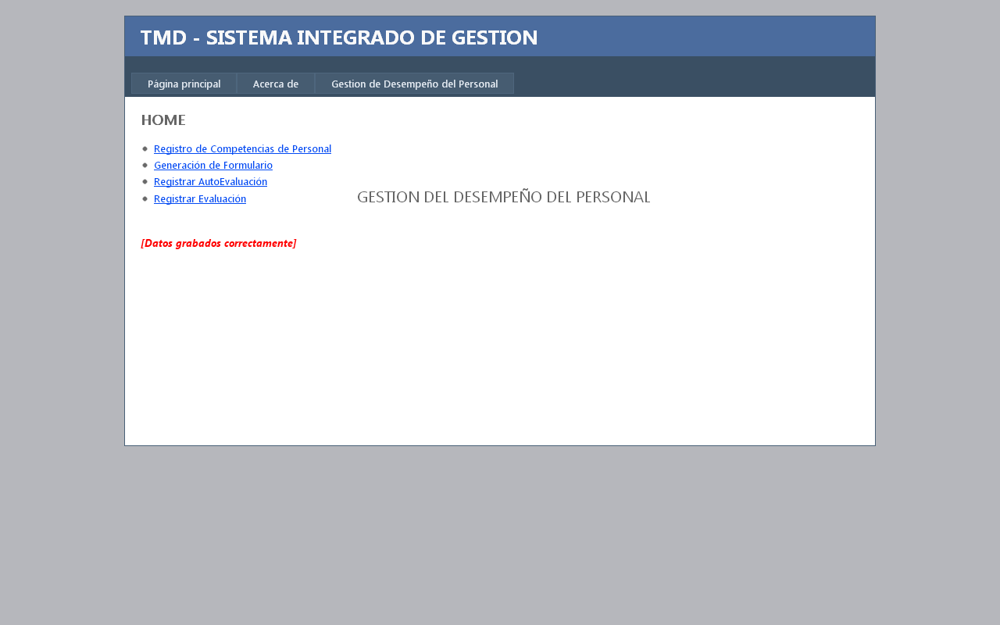 TMD - SISTEMA INTEGRADO DE GESTION
Página principal Acerca de Gestion de Desempeño del Personal
HOME
Registro de Competencias de Personal
Generación de Formulario
Registrar AutoEvaluación
Registrar Evaluación
GESTION DEL DESEMPEÑO DEL PERSONAL
[Datos grabados correctamente]